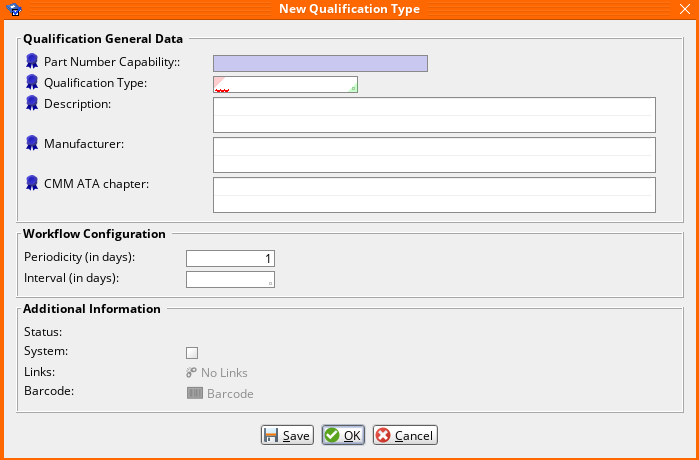 New Qualification Type
Qualification General Data
Part Number Capability::
Qualification Type:
Description:
Manufacturer:
CMM ATA chapter:
Workflow Configuration
Periodicity (in days): 1
Interval (in days):
Additional Information
Status:
System:
Links: No Links
Barcode: Barcode
Save OK Cancel